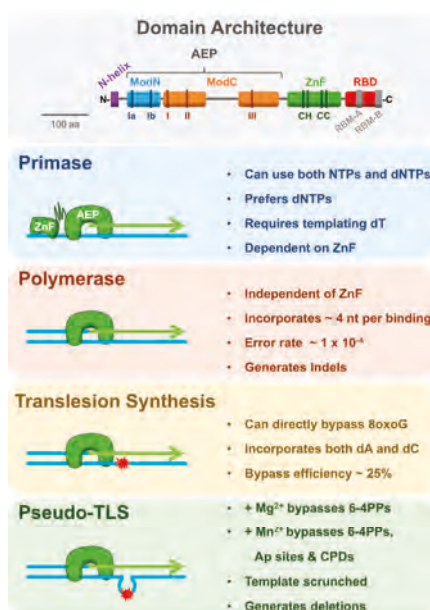 Domain Architecture
AEP
N-helix
ModN
ModC
ZnF
RBD
N-
-C
100 aa
Ia
Ib
I
II
III
CH
CC
RBM-A
RBM-B
Primase
ZnF
AEP
• Can use both NTPs and dNTPs
• Prefers dNTPs
• Requires templating dT
• Dependent on ZnF
Polymerase
• Independent of ZnF
• Incorporates ~ 4 nt per binding
• Error rate ~ 1 x 10⁻⁴
• Generates Indels
Translesion Synthesis
• Can directly bypass 8oxoG
• Incorporates both dA and dC
• Bypass efficiency ~ 25%
Pseudo-TLS
• + Mg²⁺ bypasses 6-4PPs
• + Mn²⁺ bypasses 6-4PPs,
Ap sites & CPDs
• Template scrunched
• Generates deletions